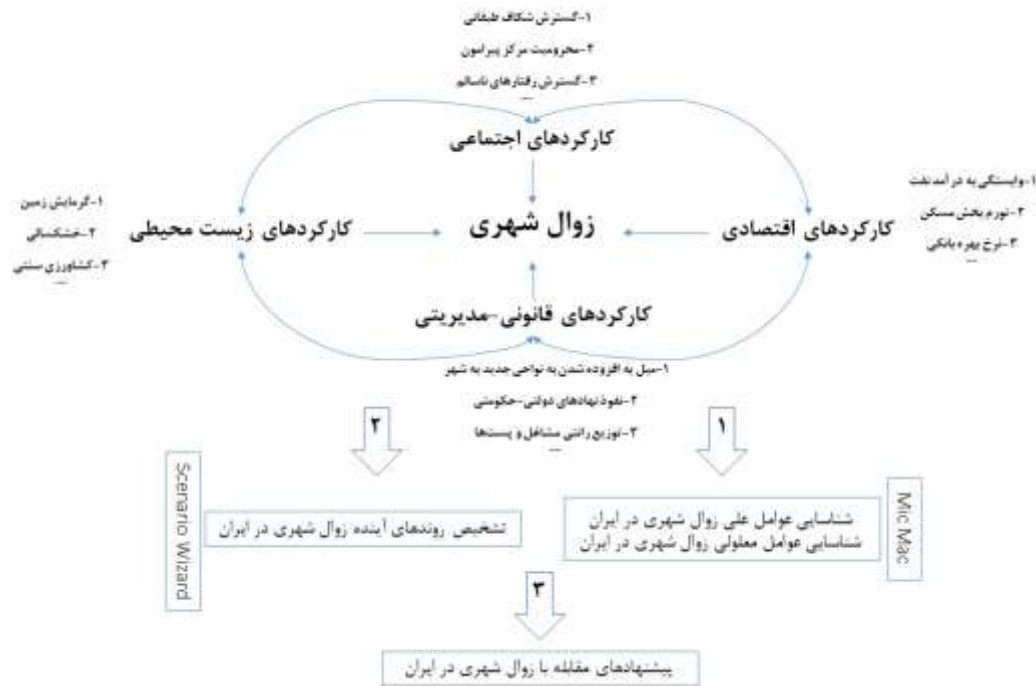 ۱-گسترش شکاف طبقاتی
۲-محرومیت مرکز پیرامون
۳-گسترش رفتارهای ناسالم
...
کارکردهای اجتماعی
۱-وابستگی به درآمد نفت
۲-تورم بخش مسکن
۳-نرخ بهره بانکی
...
کارکردهای اقتصادی
زوال شهری
کارکردهای زیست محیطی
۱-گرمایش زمین
۲-خشکسالی
۳-کشاورزی سنتی
...
کارکردهای قانونی-مدیریتی
۱-میل به افزوده شدن به نواحی جدید به شهر
۲-نفوذ نهادهای دولتی-حکومتی
۳-توزیع رانتی مشاغل و پست‌ها
...
۱
۲
Mic Mac
شناسایی عوامل علی زوال شهری در ایران
شناسایی عوامل معلولی زوال شهری در ایران
تشخیص روندهای آینده زوال شهری در ایران
Scenario Wizard
۳
پیشنهادهای مقابله با زوال شهری در ایران